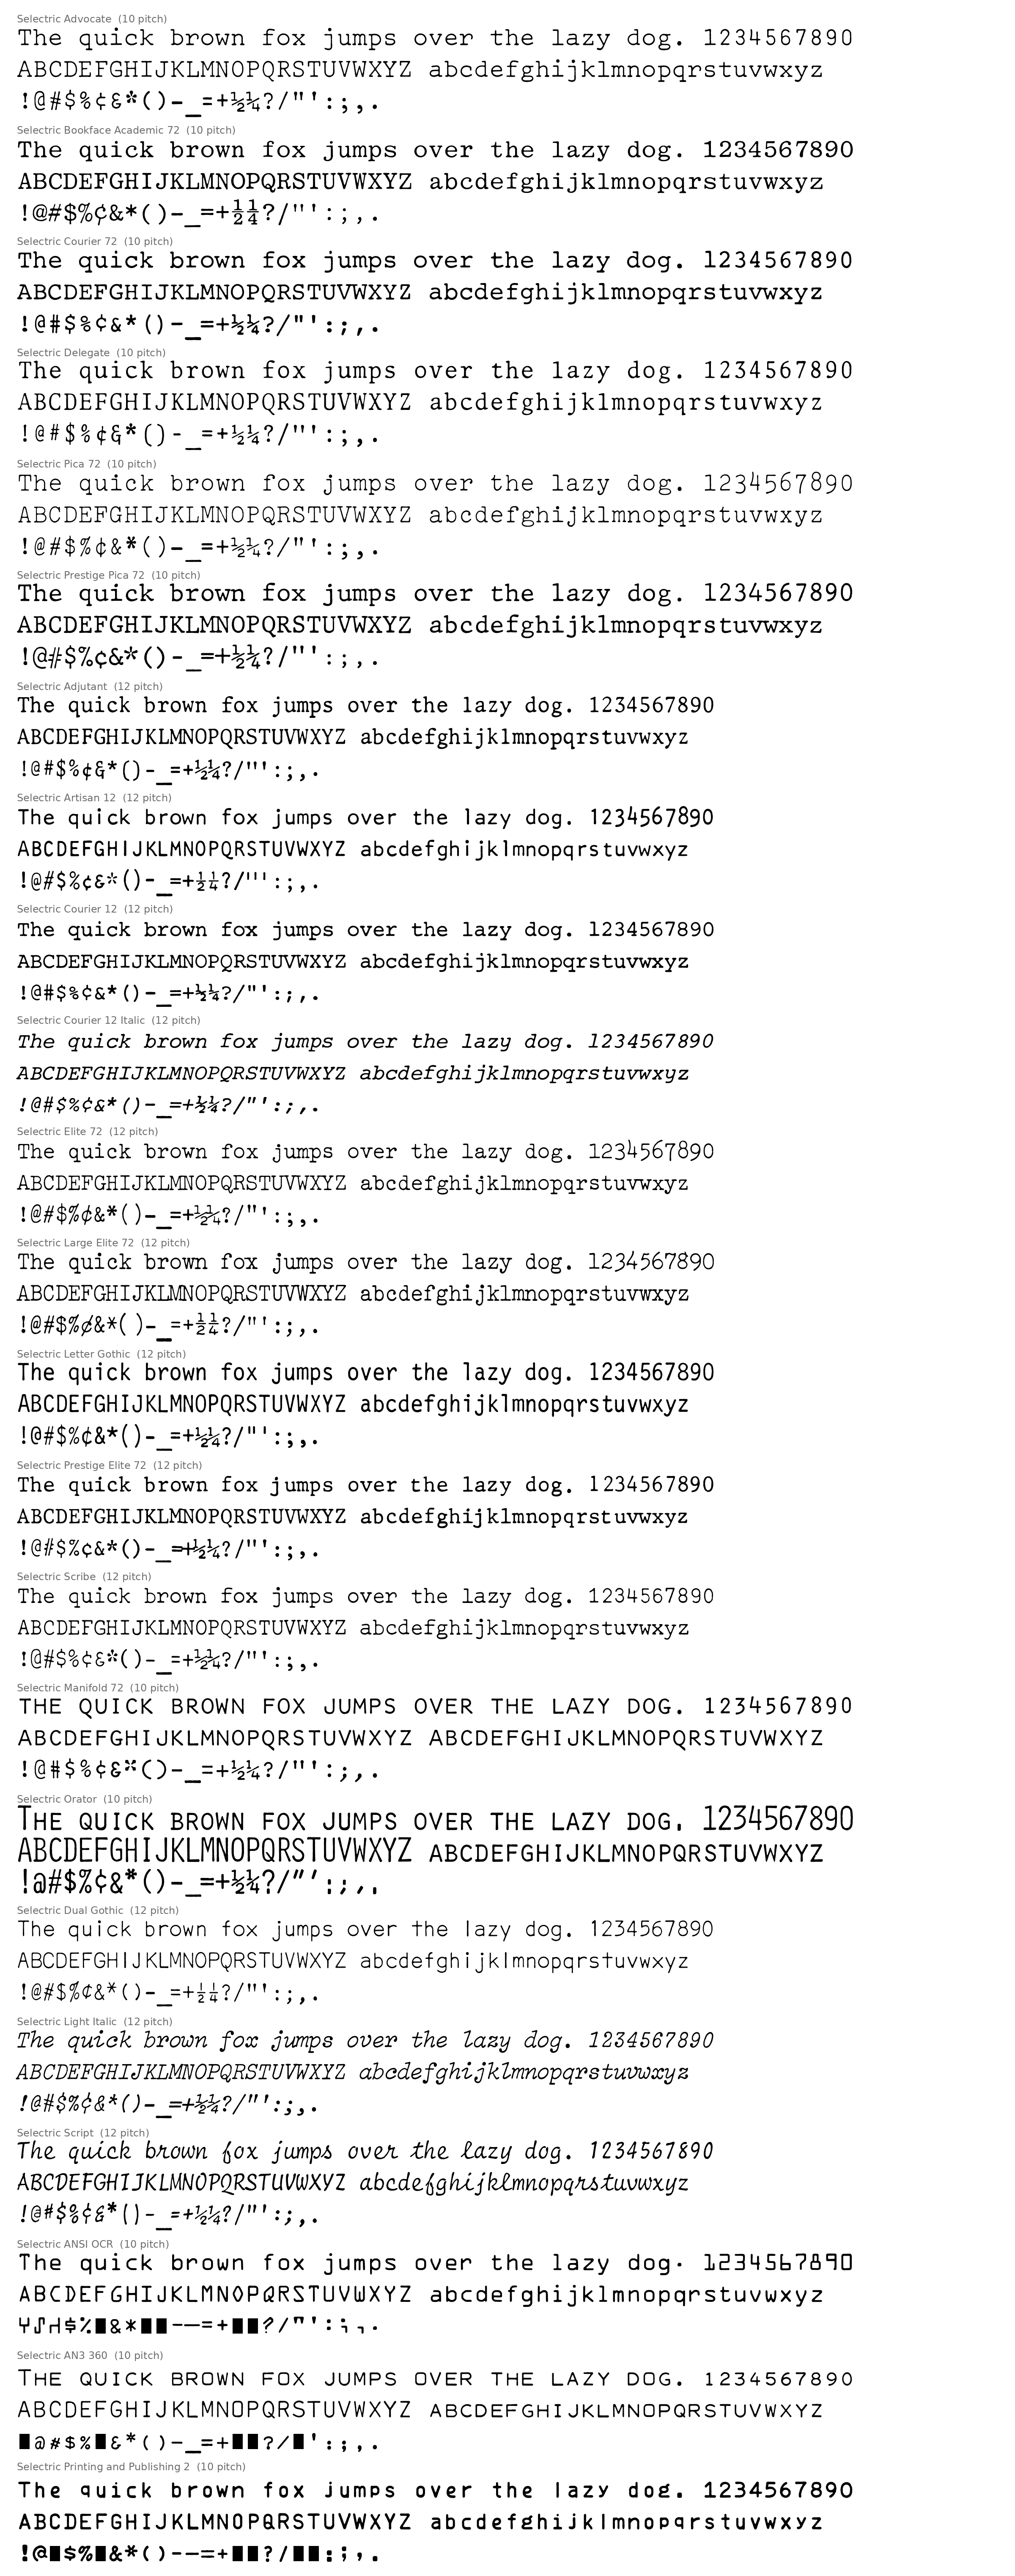 Selectric Advocate (10 pitch)
The quick brown fox jumps over the lazy dog. 1234567890
ABCDEFGHIJKLMNOPQRSTUVWXYZ abcdefghijklmnopqrstuvwxyz
!@#$%¢&*()-_=+½¼?/"':;,.
Selectric Bookface Academic 72 (10 pitch)
The quick brown fox jumps over the lazy dog. 1234567890
ABCDEFGHIJKLMNOPQRSTUVWXYZ abcdefghijklmnopqrstuvwxyz
!@#$%¢&*()-_=+½¼?/"':;,.
Selectric Courier 72 (10 pitch)
The quick brown fox jumps over the lazy dog. 1234567890
ABCDEFGHIJKLMNOPQRSTUVWXYZ abcdefghijklmnopqrstuvwxyz
!@#$%¢&*()-_=+½¼?/"':;,.
Selectric Delegate (10 pitch)
The quick brown fox jumps over the lazy dog. 1234567890
ABCDEFGHIJKLMNOPQRSTUVWXYZ abcdefghijklmnopqrstuvwxyz
!@#$%¢&*()-_=+½¼?/"':;,.
Selectric Pica 72 (10 pitch)
The quick brown fox jumps over the lazy dog. 1234567890
ABCDEFGHIJKLMNOPQRSTUVWXYZ abcdefghijklmnopqrstuvwxyz
!@#$%¢&*()-_=+½¼?/"':;,.
Selectric Prestige Pica 72 (10 pitch)
The quick brown fox jumps over the lazy dog. 1234567890
ABCDEFGHIJKLMNOPQRSTUVWXYZ abcdefghijklmnopqrstuvwxyz
!@#$%¢&*()-_=+½¼?/"':;,.
Selectric Adjutant (12 pitch)
The quick brown fox jumps over the lazy dog. 1234567890
ABCDEFGHIJKLMNOPQRSTUVWXYZ abcdefghijklmnopqrstuvwxyz
!@#$%¢&*()-_=+½¼?/"':;,.
Selectric Artisan 12 (12 pitch)
The quick brown fox jumps over the lazy dog. 1234567890
ABCDEFGHIJKLMNOPQRSTUVWXYZ abcdefghijklmnopqrstuvwxyz
!@#$%¢&*()-_=+½¼?/"':;,.
Selectric Courier 12 (12 pitch)
The quick brown fox jumps over the lazy dog. 1234567890
ABCDEFGHIJKLMNOPQRSTUVWXYZ abcdefghijklmnopqrstuvwxyz
!@#$%¢&*()-_=+½¼?/"':;,.
Selectric Courier 12 Italic (12 pitch)
The quick brown fox jumps over the lazy dog. 1234567890
ABCDEFGHIJKLMNOPQRSTUVWXYZ abcdefghijklmnopqrstuvwxyz
!@#$%¢&*()-_=+½¼?/"':;,.
Selectric Elite 72 (12 pitch)
The quick brown fox jumps over the lazy dog. 1234567890
ABCDEFGHIJKLMNOPQRSTUVWXYZ abcdefghijklmnopqrstuvwxyz
!@#$%¢&*()-_=+½¼?/"':;,.
Selectric Large Elite 72 (12 pitch)
The quick brown fox jumps over the lazy dog. 1234567890
ABCDEFGHIJKLMNOPQRSTUVWXYZ abcdefghijklmnopqrstuvwxyz
!@#$%¢&*()-_=+½¼?/"':;,.
Selectric Letter Gothic (12 pitch)
The quick brown fox jumps over the lazy dog. 1234567890
ABCDEFGHIJKLMNOPQRSTUVWXYZ abcdefghijklmnopqrstuvwxyz
!@#$%¢&*()-_=+½¼?/"':;,.
Selectric Prestige Elite 72 (12 pitch)
The quick brown fox jumps over the lazy dog. 1234567890
ABCDEFGHIJKLMNOPQRSTUVWXYZ abcdefghijklmnopqrstuvwxyz
!@#$%¢&*()-_=+½¼?/"':;,.
Selectric Scribe (12 pitch)
The quick brown fox jumps over the lazy dog. 1234567890
ABCDEFGHIJKLMNOPQRSTUVWXYZ abcdefghijklmnopqrstuvwxyz
!@#$%¢&*()-_=+½¼?/"':;,.
Selectric Manifold 72 (10 pitch)
THE QUICK BROWN FOX JUMPS OVER THE LAZY DOG. 1234567890
ABCDEFGHIJKLMNOPQRSTUVWXYZ ABCDEFGHIJKLMNOPQRSTUVWXYZ
!@#$%¢&*()-_=+½¼?/"':;,.
Selectric Orator (10 pitch)
THE QUICK BROWN FOX JUMPS OVER THE LAZY DOG. 1234567890
ABCDEFGHIJKLMNOPQRSTUVWXYZ ABCDEFGHIJKLMNOPQRSTUVWXYZ
!@#$%¢&*()-_=+½¼?/"':;,.
Selectric Dual Gothic (12 pitch)
The quick brown fox jumps over the lazy dog. 1234567890
ABCDEFGHIJKLMNOPQRSTUVWXYZ abcdefghijklmnopqrstuvwxyz
!@#$%¢&*()-_=+½¼?/"':;,.
Selectric Light Italic (12 pitch)
The quick brown fox jumps over the lazy dog. 1234567890
ABCDEFGHIJKLMNOPQRSTUVWXYZ abcdefghijklmnopqrstuvwxyz
!@#$%¢&*()-_=+½¼?/"':;,.
Selectric Script (12 pitch)
The quick brown fox jumps over the lazy dog. 1234567890
ABCDEFGHIJKLMNOPQRSTUVWXYZ abcdefghijklmnopqrstuvwxyz
!@#$%¢&*()-_=+½¼?/"':;,.
Selectric ANSI OCR (10 pitch)
The quick brown fox jumps over the lazy dog. 1234567890
ABCDEFGHIJKLMNOPQRSTUVWXYZ abcdefghijklmnopqrstuvwxyz
⑂⑀⑁$%■&*■■-—=+■■?/"':;,.
Selectric AN3 360 (10 pitch)
THE QUICK BROWN FOX JUMPS OVER THE LAZY DOG. 1234567890
ABCDEFGHIJKLMNOPQRSTUVWXYZ ABCDEFGHIJKLMNOPQRSTUVWXYZ
■@#$%■&*()-_=+■■?/■':;,.
Selectric Printing and Publishing 2 (10 pitch)
The quick brown fox jumps over the lazy dog. 1234567890
ABCDEFGHIJKLMNOPQRSTUVWXYZ abcdefghijklmnopqrstuvwxyz
!@■$%■&*()-—=+■■?/■■:;,.